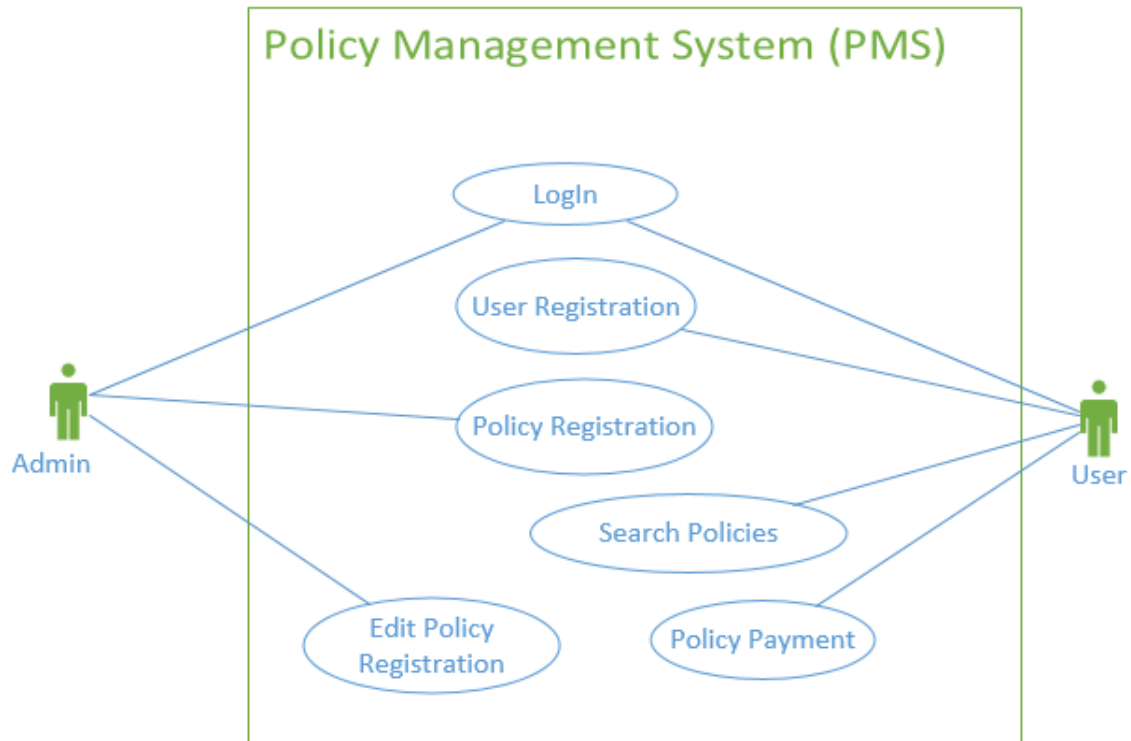 Policy Management System (PMS)
LogIn
User Registration
Policy Registration
Admin
User
Search Policies
Edit Policy
Registration
Policy Payment